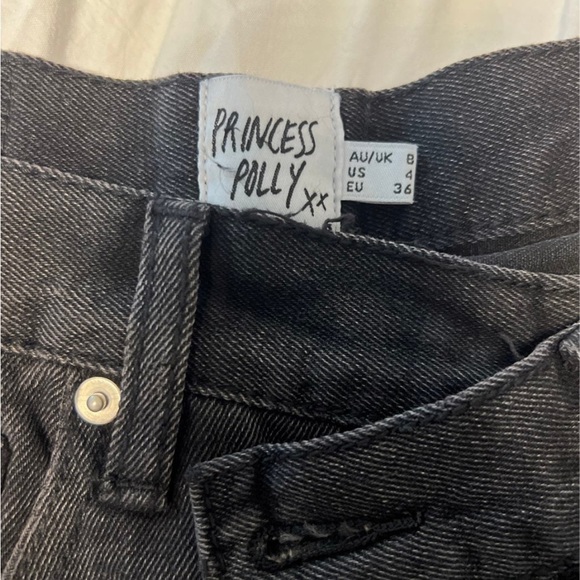 PRINCESS
POLLY
xx
AU/UK 8
US 4
EU 36